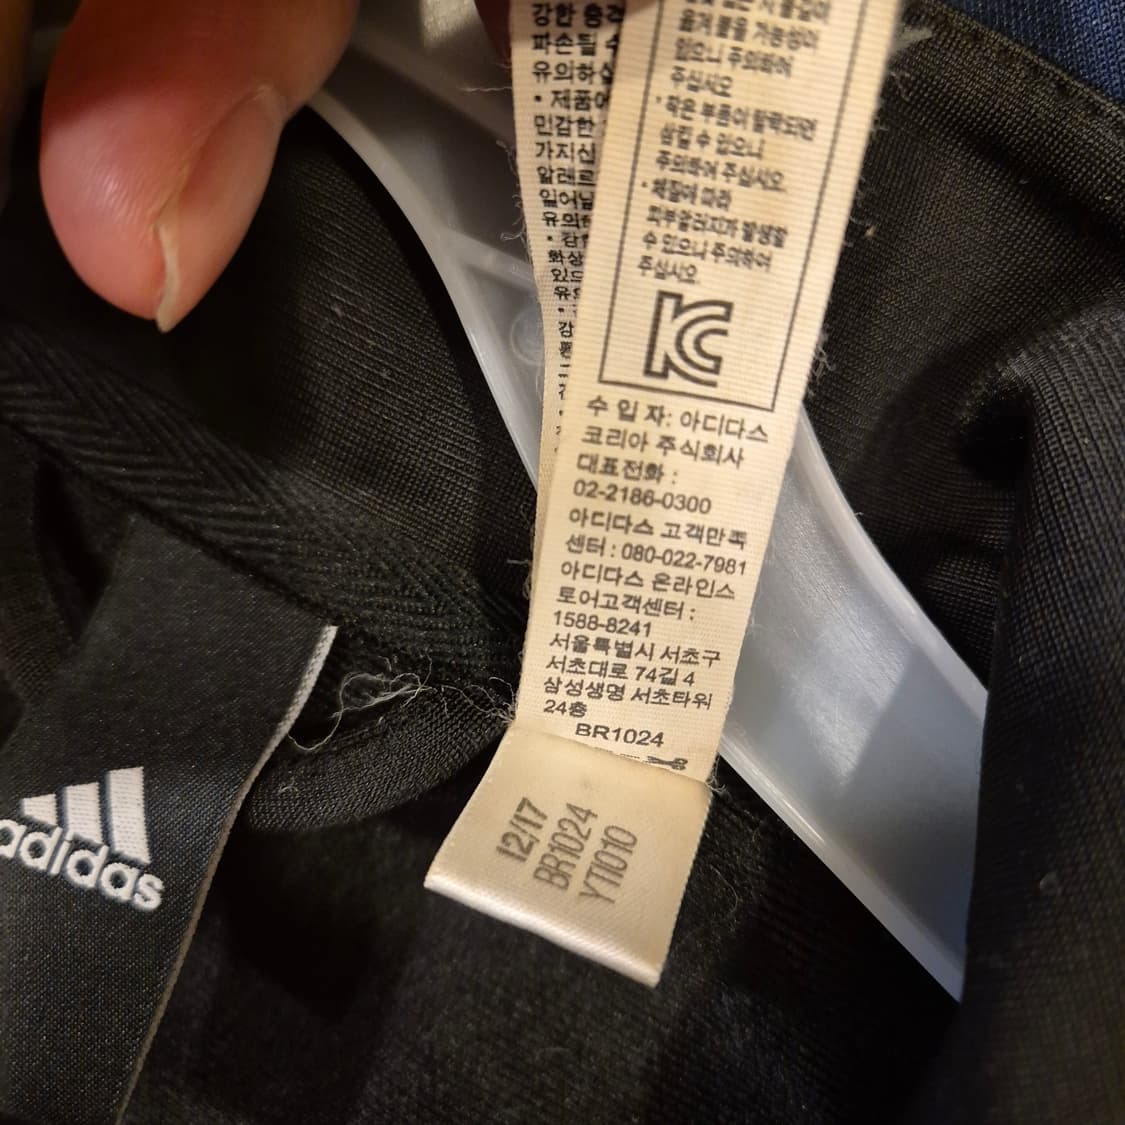 강한 충격
파손될 수
유의하십
• 제품에
민감한
가지신
알레르
일어날
유의하
• 강한
화상
있으
유의
옮겨 붙을 가능성이
있으니 주의하여
주십시오
• 작은 부품이 탈락되면
삼킬 수 있으니
주의하여 주십시오
• 체질에 따라
피부알러지가 발생할
수 있으니 주의하여
주십시오
KC
수 입 자: 아디다스
코리아 주식회사
대표전화 :
02-2186-0300
아디다스 고객만족
센터 : 080-022-7981
아디다스 온라인스
토어고객센터 :
1588-8241
서울특별시 서초구
서초대로 74길 4
삼성생명 서초타워
24층
BR1024
12/17
BR1024
YTI010
adidas